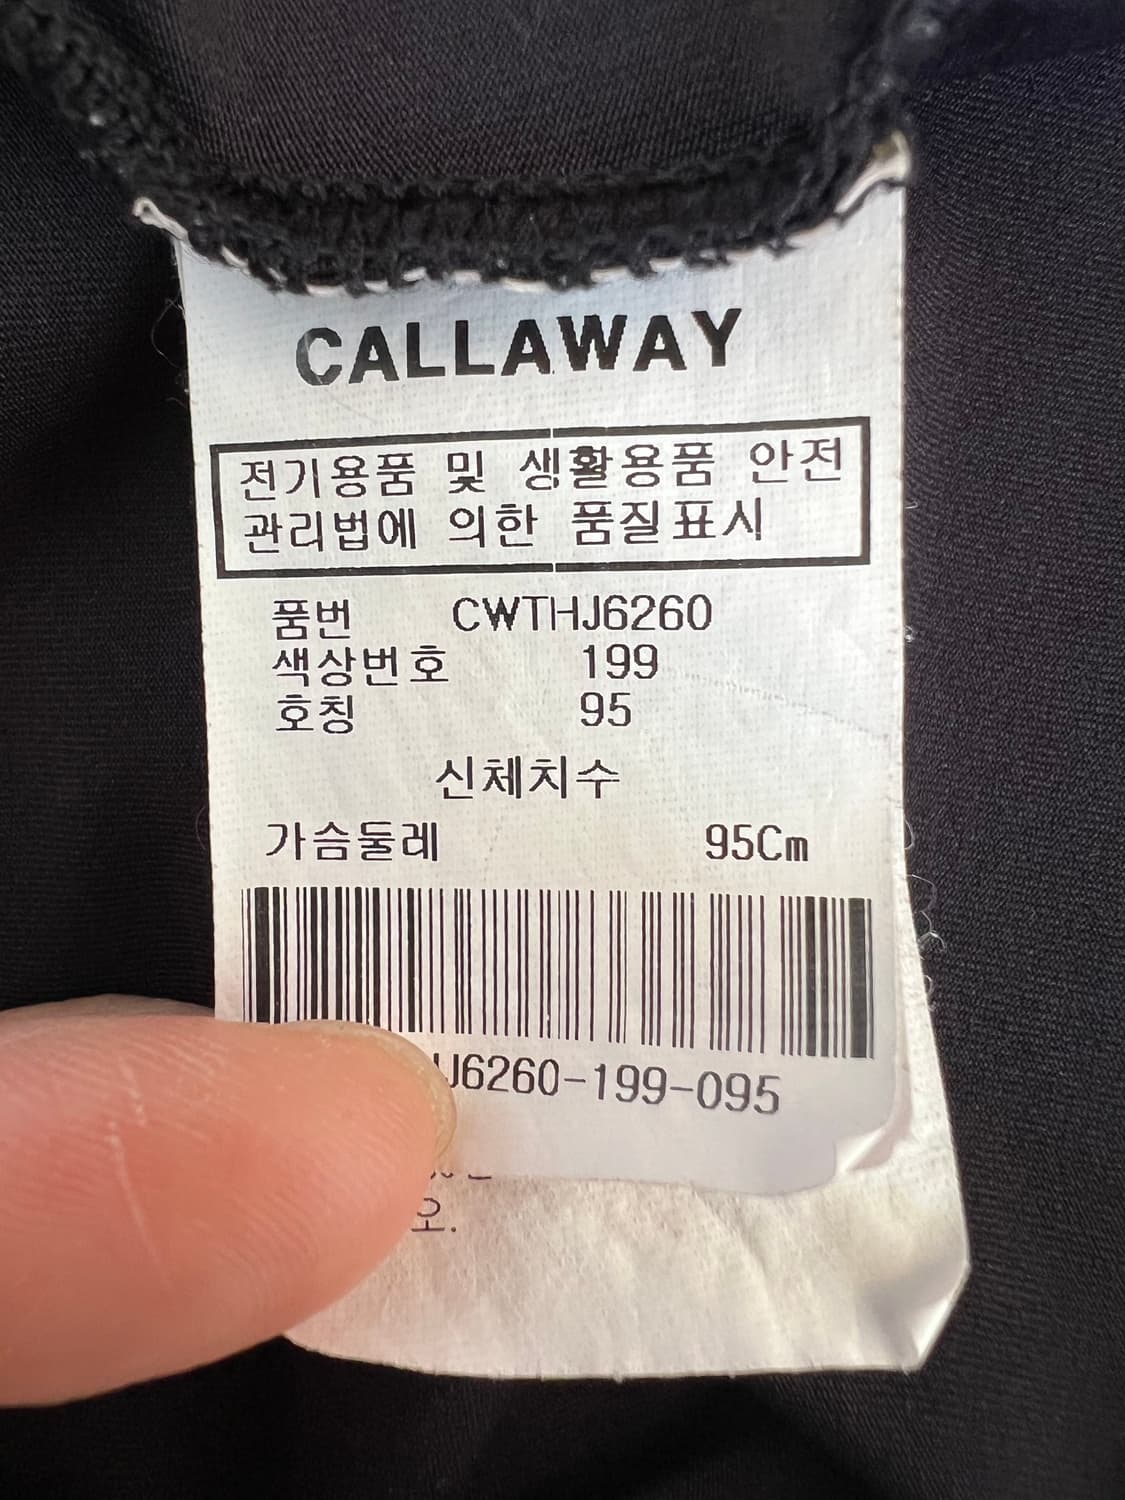 CALLAWAY
전기용품 및 생활용품 안전
관리법에 의한 품질표시
품번 CWTHJ6260
색상번호 199
호칭 95
신체치수
가슴둘레 95Cm
J6260-199-095
오.